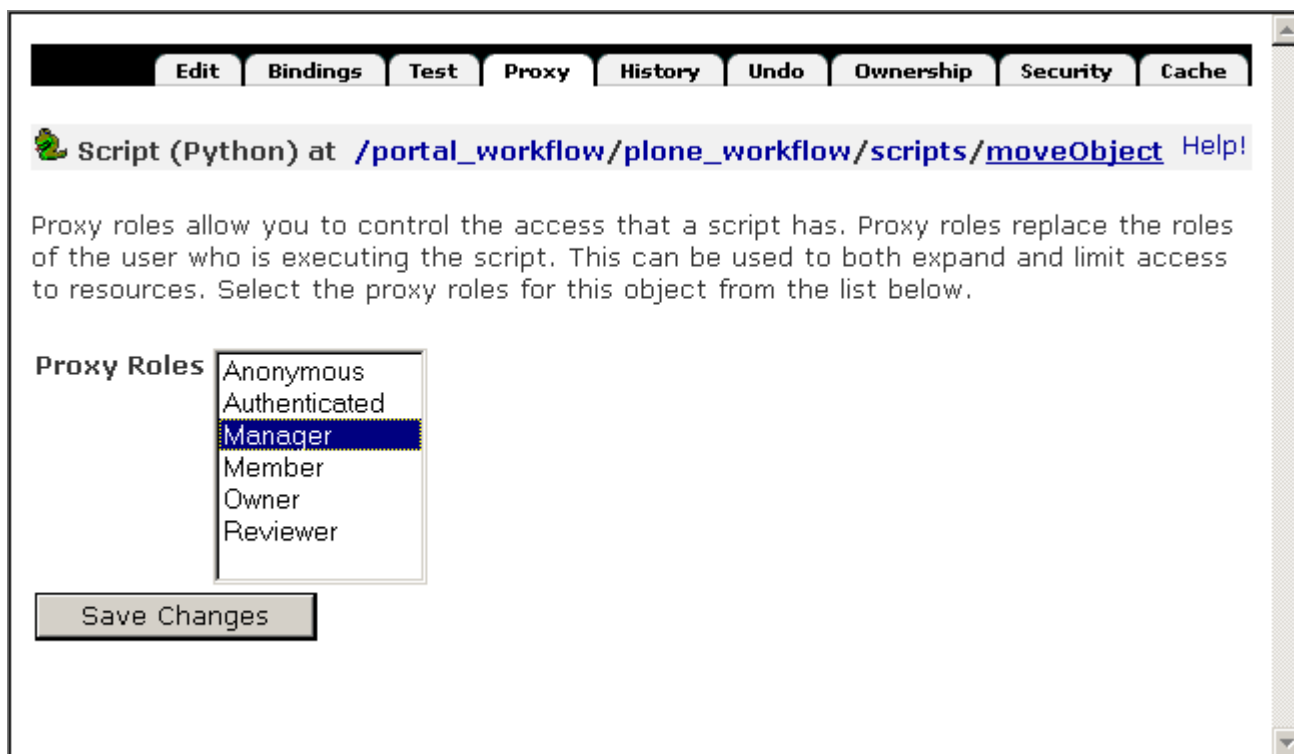 Edit Bindings Test Proxy History Undo Ownership Security Cache
Script (Python) at /portal_workflow/plone_workflow/scripts/moveObject Help!
Proxy roles allow you to control the access that a script has. Proxy roles replace the roles
of the user who is executing the script. This can be used to both expand and limit access
to resources. Select the proxy roles for this object from the list below.
Proxy Roles Anonymous
Authenticated
Manager
Member
Owner
Reviewer
Save Changes